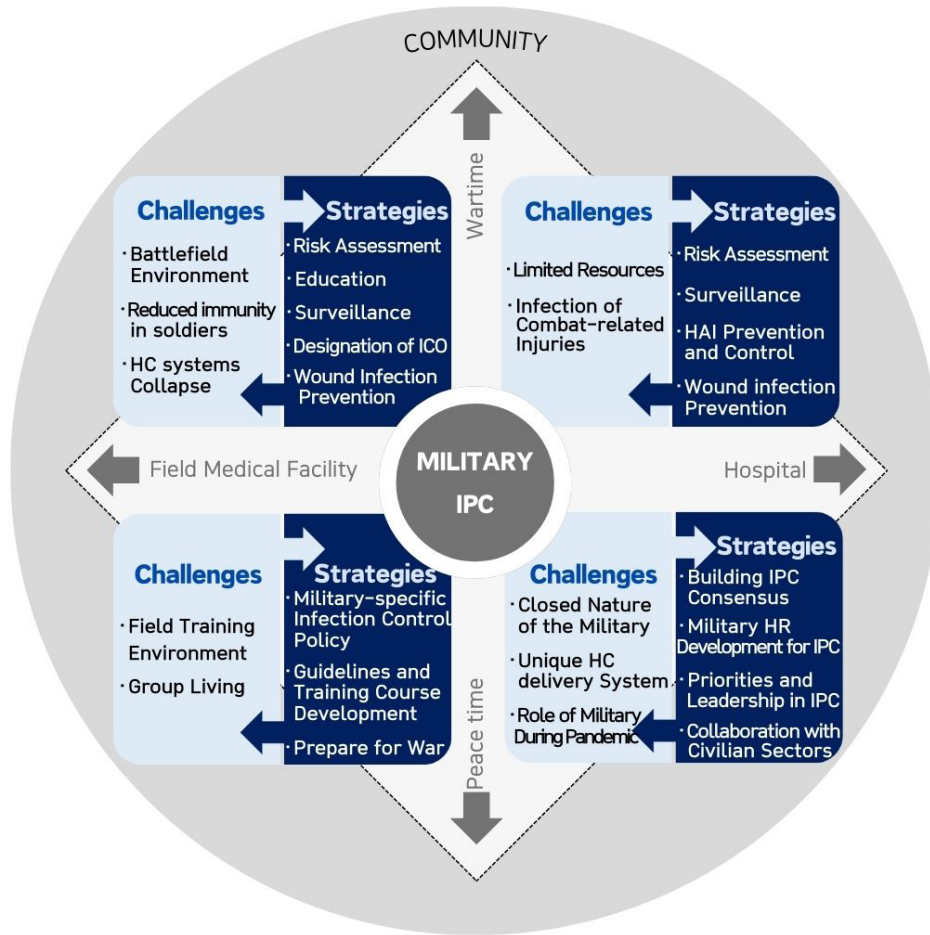 COMMUNITY
Wartime
Challenges
· Battlefield
Environment
· Reduced immunity
in soldiers
· HC systems
Collapse
Strategies
· Risk Assessment
· Education
· Surveillance
· Designation of ICO
· Wound Infection
Prevention
Challenges
· Limited Resources
· Infection of
Combat-related
Injuries
Strategies
· Risk Assessment
· Surveillance
· HAI Prevention
and Control
· Wound infection
Prevention
Field Medical Facility
MILITARY
IPC
Hospital
Challenges
· Field Training
Environment
· Group Living
Strategies
· Military-specific
Infection Control
Policy
· Guidelines and
Training Course
Development
· Prepare for War
Challenges
· Closed Nature
of the Military
· Unique HC
delivery System
· Role of Military
During Pandemic
Strategies
· Building IPC
Consensus
· Military HR
Development for IPC
· Priorities and
Leadership in IPC
· Collaboration with
Civilian Sectors
Peace time